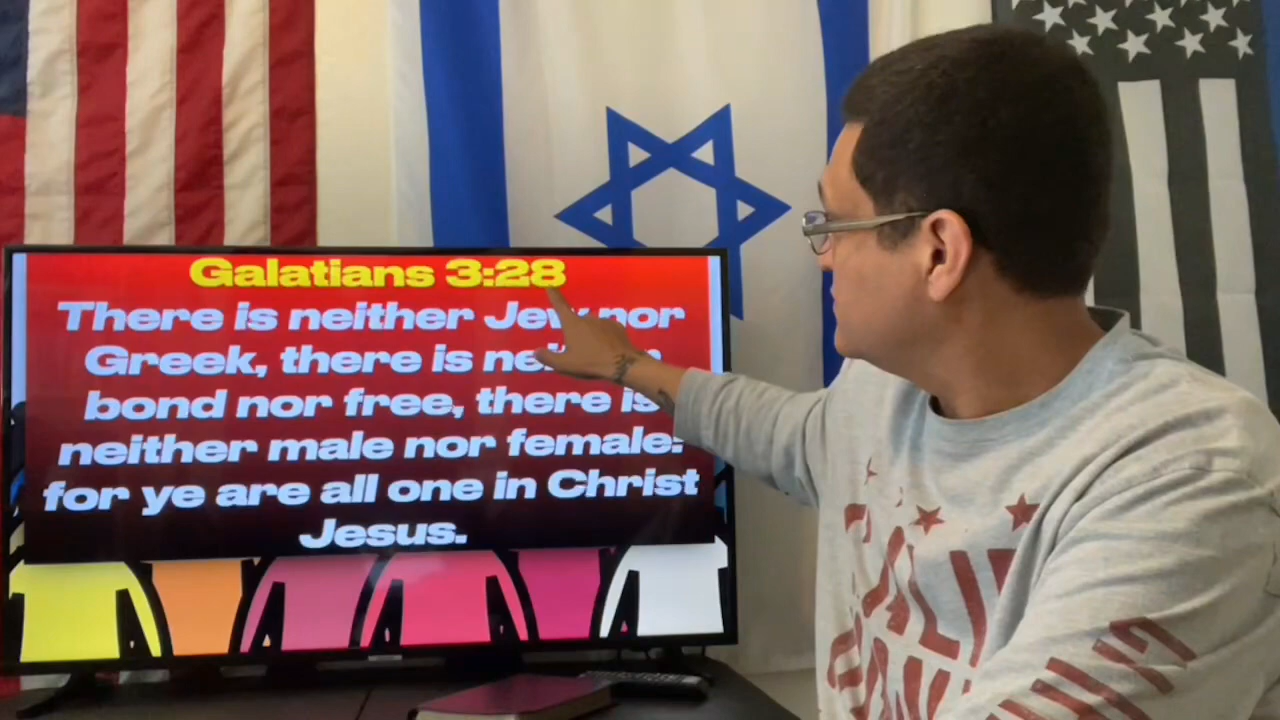 Galatians 3:28
There is neither Jew nor
Greek, there is
bond nor free, there is
neither male nor female:
for ye are all one in Christ
Jesus.